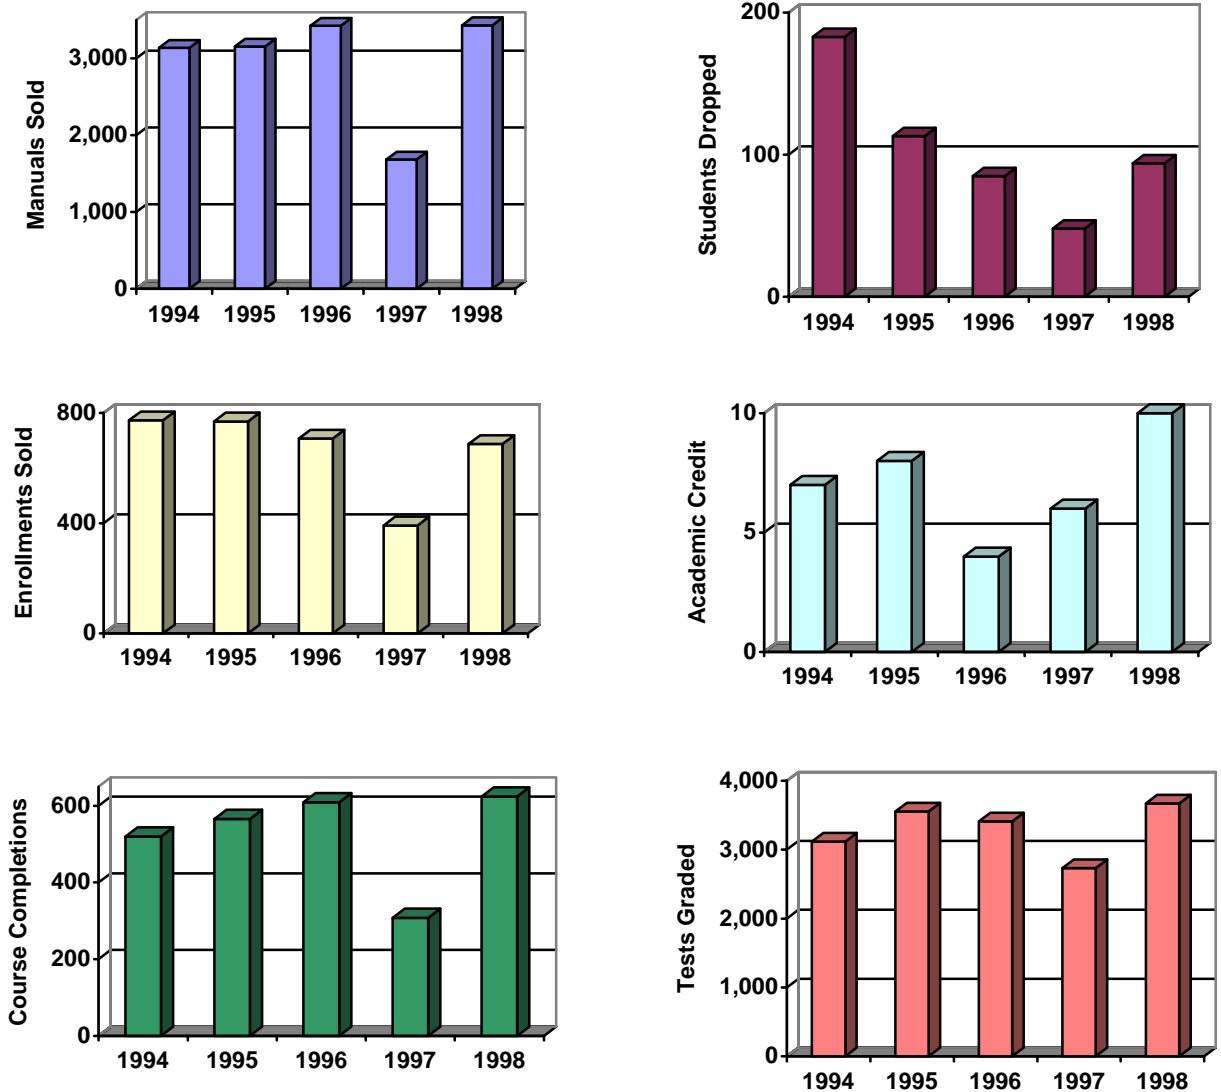 Manuals Sold
3,000
2,000
1,000
0
1994 1995 1996 1997 1998
Students Dropped
200
100
0
1994 1995 1996 1997 1998
Enrollments Sold
800
400
0
1994 1995 1996 1997 1998
Academic Credit
10
5
0
1994 1995 1996 1997 1998
Course Completions
600
400
200
0
1994 1995 1996 1997 1998
Tests Graded
4,000
3,000
2,000
1,000
0
1994 1995 1996 1997 1998